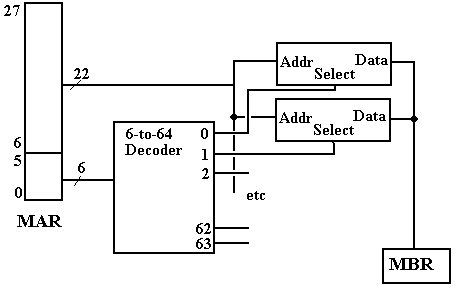 27
22
Addr
Data
Select
Addr
Data
Select
6-to-64
Decoder
0
1
2
6
5
6
0
etc
MAR
62
63
MBR